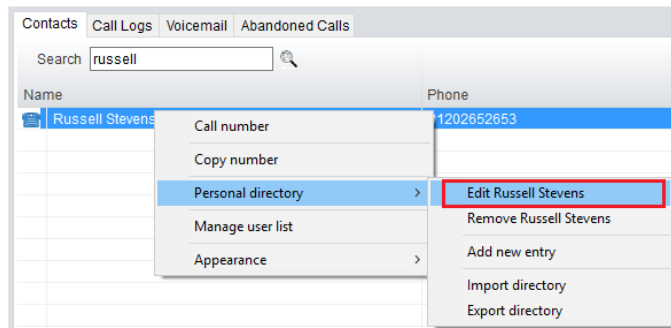 Contacts Call Logs Voicemail Abandoned Calls
Search russell
Name Phone
Russell Stevens 1202652653
Call number
Copy number
Personal directory
Manage user list
Appearance
Edit Russell Stevens
Remove Russell Stevens
Add new entry
Import directory
Export directory